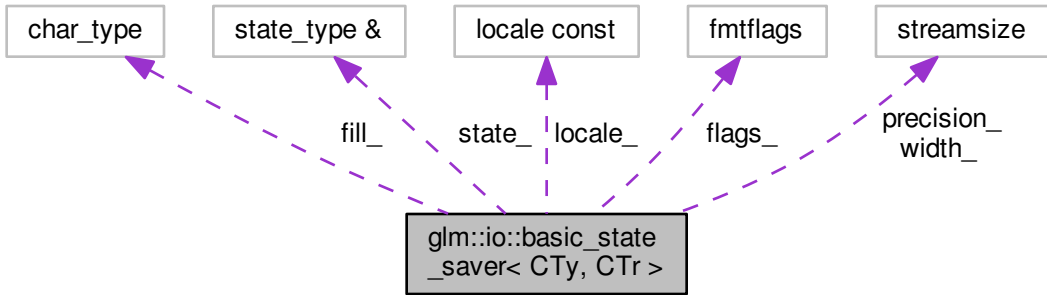 char_type
state_type &
locale const
fmtflags
streamsize
fill_
state_
locale_
flags_
precision_
width_
glm::io::basic_state
_saver< CTy, CTr >